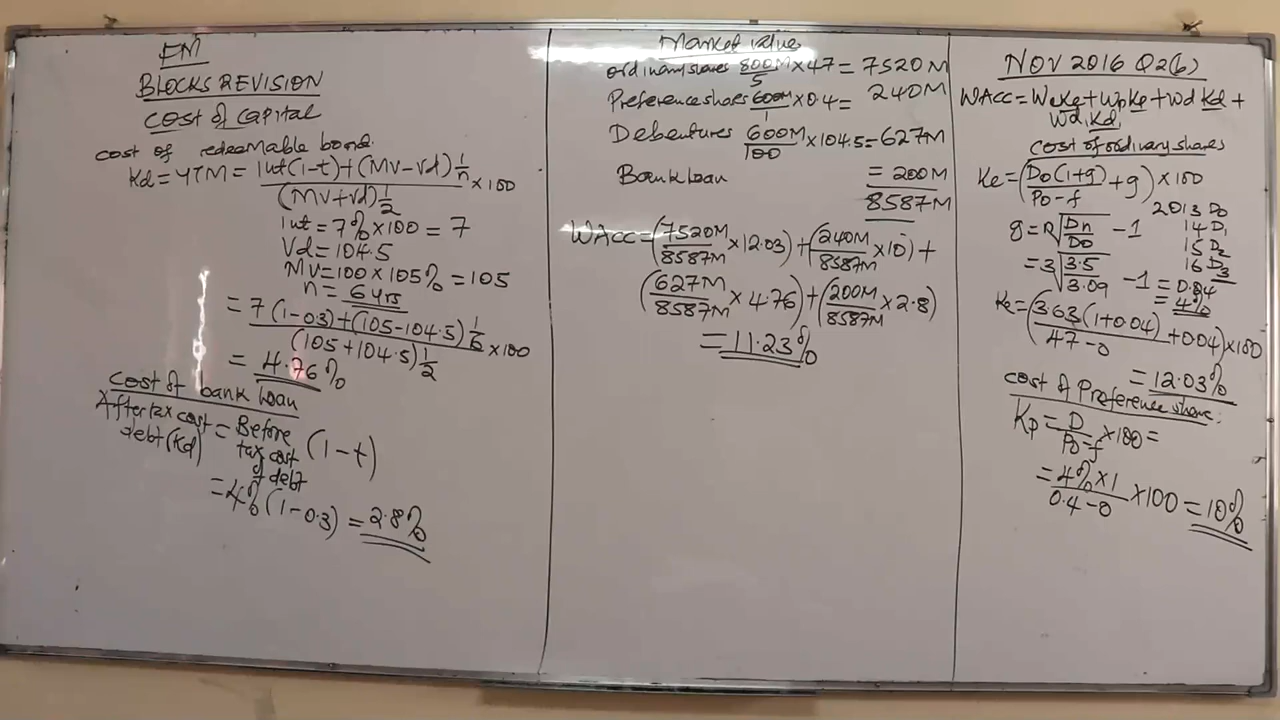 FM
BLOCKS REVISION
COST of capital
cost of redeemable bond.
Kd = YTM = Int(1-t)+(MV-Vd) 1/n
(MV+Vd) 1/2 ×100
Int = 7% × 100 = 7
Vd = 104.5
MV = 100 × 105% = 105
n = 6 yrs
= 7(1-0.3)+(105-104.5) 1/6
(105+104.5) 1/2 ×100
= 4.76%
Cost of bank loan
After tax cost = Before (1-t)
debt (Kd) tax cost
of debt
= 4% (1-0.3) = 2.8%
Market value
Ordinary shares 800M/5 × 47 = 7520M
Preference shares 600M/1 × 0.4 = 240M
Debentures 600M/100 × 104.5 = 627M
Bank loan = 200M
8587M
WACC = (7520M/8587M × 12.03) + (240M/8587M × 10) +
(627M/8587M × 4.76) + (200M/8587M × 2.8)
= 11.23%
NOV 2016 Q2(b)
WACC = WeKe + WpKp + Wd Kd +
Wd. Kd.
Cost of ordinary shares
Ke = (D0(1+g)/P0-f + g) × 100
2013 D0
g = n√Dn/D0 - 1 14 D1
15 D2
= 3√3.5/3.09 - 1 = 0.04 16 D3
= 4%
Ke = (3.63(1+0.04)/47-0 + 0.04) × 100
= 12.03%
cost of Preference share:
Kp = D/P0-f × 100 =
= 4% × 1/0.4-0 × 100 = 10%